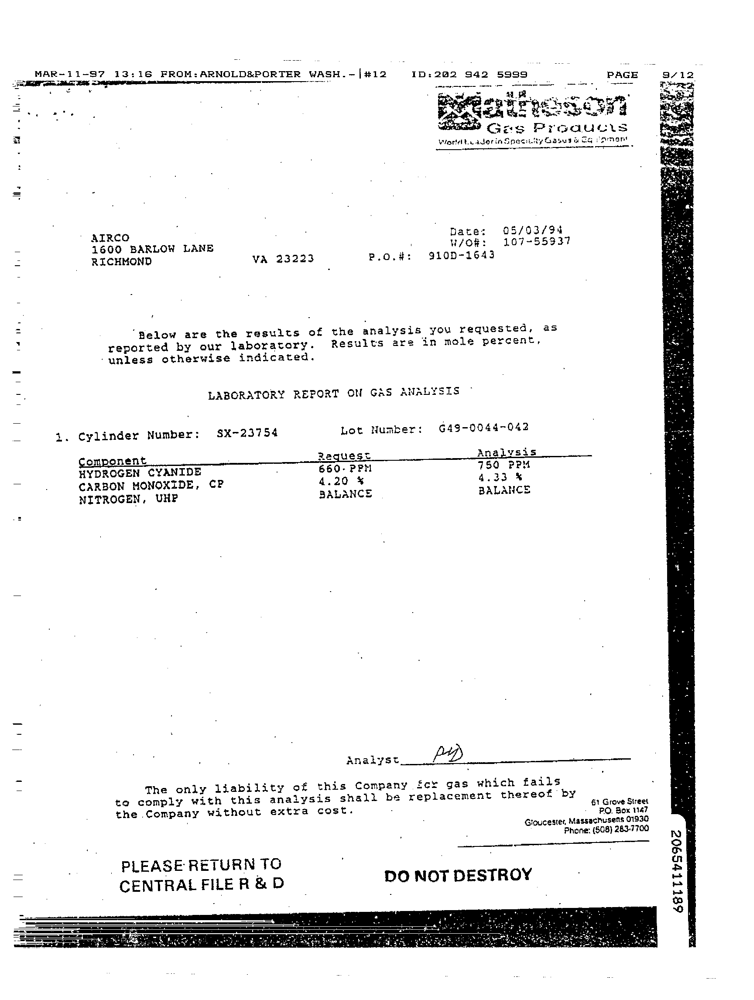 MAR-11-97 13:16 FROM:ARNOLD&PORTER WASH.-|#12 ID:202 942 5999 PAGE 9/12
Matheson
Gas Products
World Leader in Specialty Gases & Equipment
Date: 05/03/94
AIRCO W/O#: 107-55937
1600 BARLOW LANE
RICHMOND VA 23223 P.O.#: 910D-1643
Below are the results of the analysis you requested, as
reported by our laboratory. Results are in mole percent,
unless otherwise indicated.
LABORATORY REPORT ON GAS ANALYSIS
1. Cylinder Number: SX-23754 Lot Number: G49-0044-042
Component Request Analysis
HYDROGEN CYANIDE 660 PPM 750 PPM
CARBON MONOXIDE, CP 4.20 % 4.33 %
NITROGEN, UHP BALANCE BALANCE
Analyst
The only liability of this Company for gas which fails
to comply with this analysis shall be replacement thereof by
the Company without extra cost.
61 Grove Street
P.O. Box 1147
Gloucester, Massachusetts 01930
Phone: (508) 283-7700
PLEASE RETURN TO
CENTRAL FILE R & D
DO NOT DESTROY
2065411189